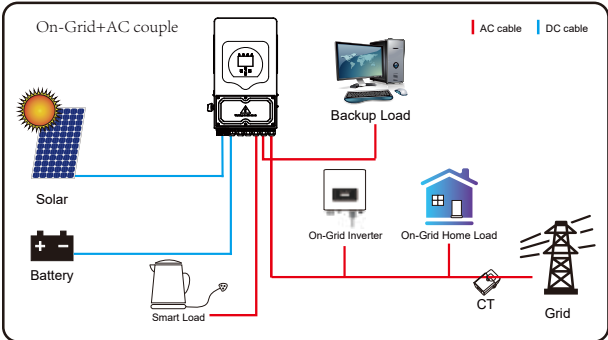 On-Grid+AC couple
AC cable
DC cable
Backup Load
Solar
On-Grid Inverter
On-Grid Home Load
Battery
CT
Grid
Smart Load